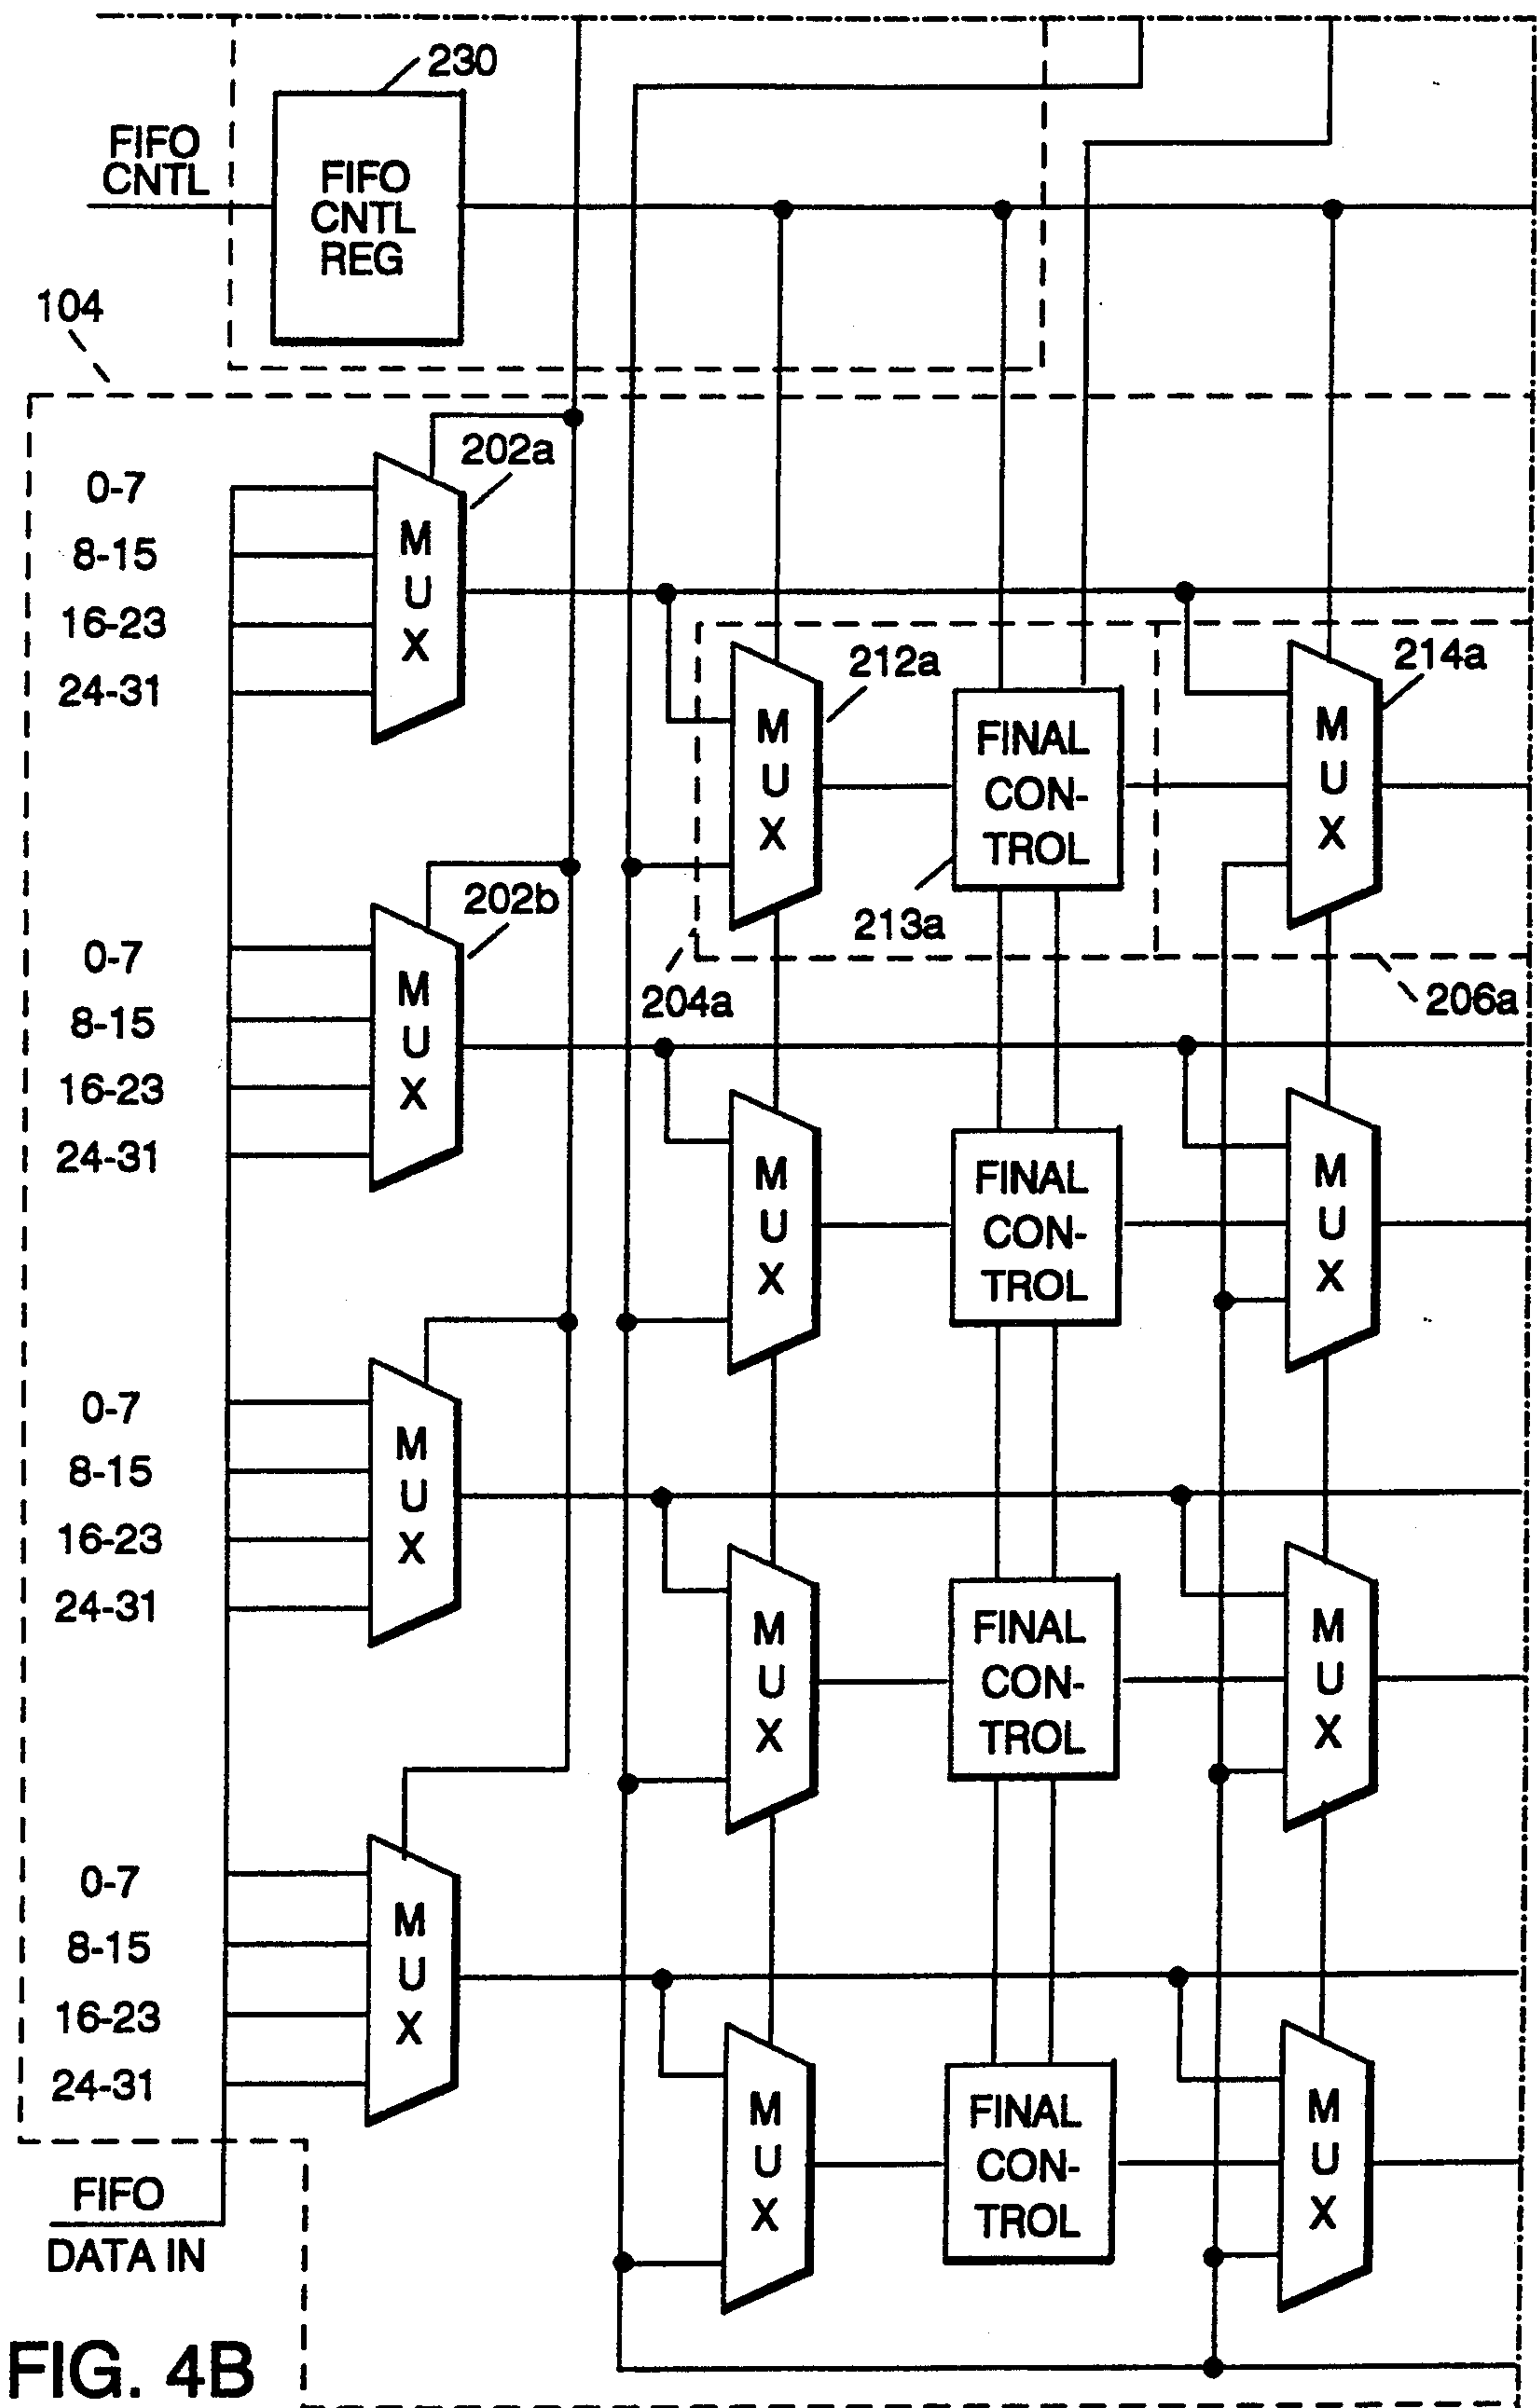 230
FIFO
CNTL
FIFO
CNTL
REG
104
202a
0-7
8-15
16-23
24-31
M
U
X
212a
M
U
X
FINAL
CON-
TROL
213a
214a
M
U
X
204a
206a
202b
0-7
8-15
16-23
24-31
M
U
X
M
U
X
FINAL
CON-
TROL
M
U
X
0-7
8-15
16-23
24-31
M
U
X
M
U
X
FINAL
CON-
TROL
M
U
X
0-7
8-15
16-23
24-31
M
U
X
M
U
X
FINAL
CON-
TROL
M
U
X
FIFO
DATA IN
FIG. 4B